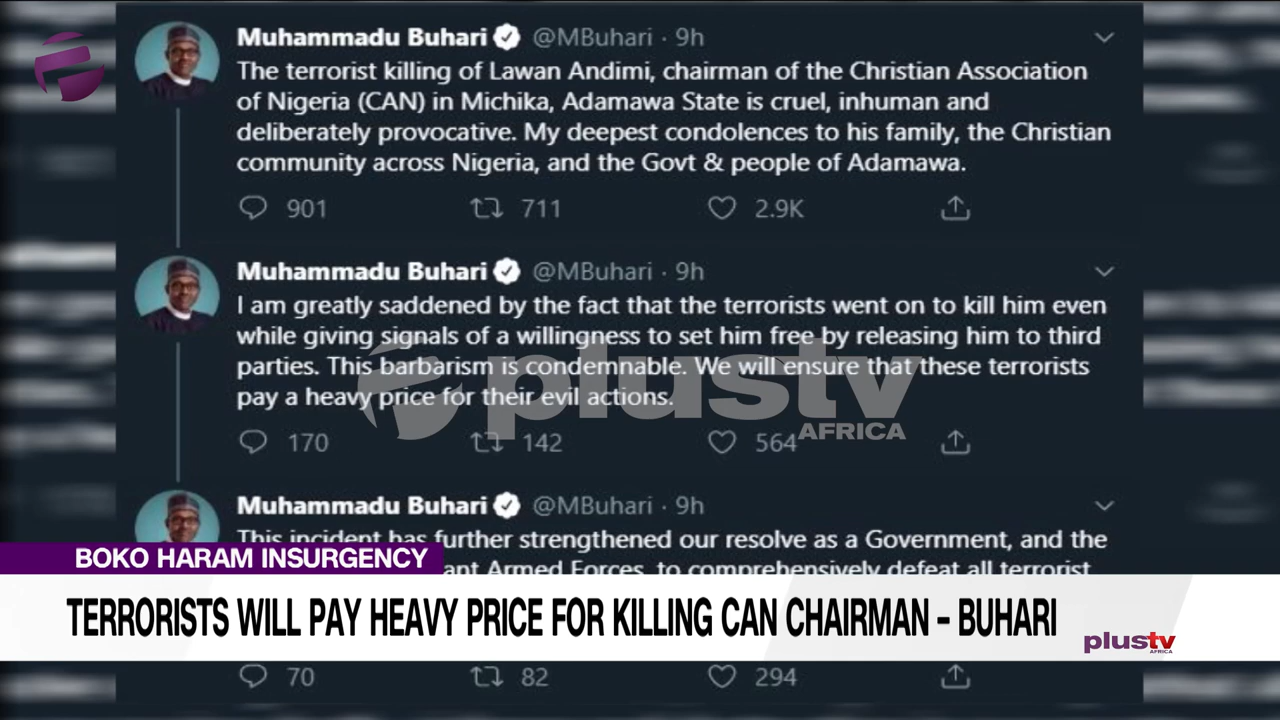 Muhammadu Buhari @MBuhari · 9h
The terrorist killing of Lawan Andimi, chairman of the Christian Association
of Nigeria (CAN) in Michika, Adamawa State is cruel, inhuman and
deliberately provocative. My deepest condolences to his family, the Christian
community across Nigeria, and the Govt & people of Adamawa.
901 711 2.9K
Muhammadu Buhari @MBuhari · 9h
I am greatly saddened by the fact that the terrorists went on to kill him even
while giving signals of a willingness to set him free by releasing him to third
parties. This barbarism is condemnable. We will ensure that these terrorists
pay a heavy price for their evil actions.
plustv
AFRICA
170 142 564
Muhammadu Buhari @MBuhari · 9h
This incident has further strengthened our resolve as a Government, and the
Armed Forces, to comprehensively defeat all terrorist
BOKO HARAM INSURGENCY
TERRORISTS WILL PAY HEAVY PRICE FOR KILLING CAN CHAIRMAN – BUHARI
plustv
AFRICA
70 82 294